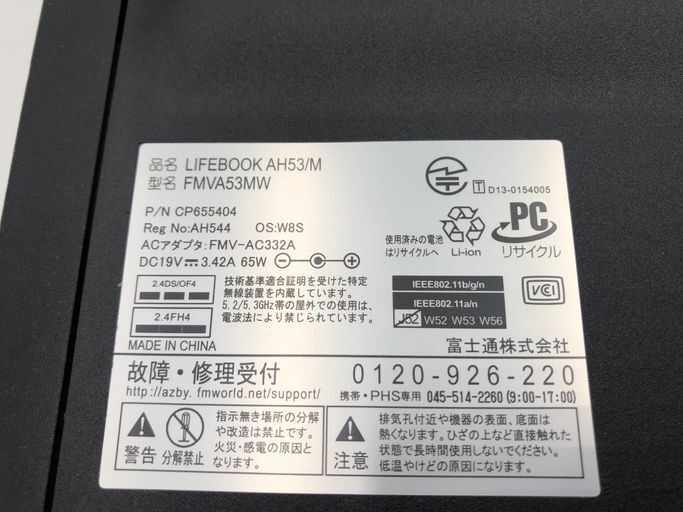 品名 LIFEBOOK AH53/M
型名 FMVA53MW
P/N CP655404
Reg No:AH544 OS:W8S
ACアダプタ:FMV-AC332A
DC19V 3.42A 65W
T D13-0154005
使用済みの電池
はリサイクルへ
Li-ion
PC
リサイクル
2.4DS/OF4
2.4FH4
技術基準適合証明を受けた特定
無線装置を内蔵しています。
5.2/5.3GHz帯の屋外での使用は、
電波法により禁止されています。
IEEE802.11b/g/n
IEEE802.11a/n
J52 W52 W53 W56
VCI
MADE IN CHINA
富士通株式会社
故障・修理受付
http://azby.fmworld.net/support/
0120-926-220
携帯・PHS専用 045-514-2260 (9:00-17:00)
警告
分解禁止
指示無き場所の分解
や改造は禁止です。
火災・感電の原因と
なります。
注意
排気孔付近や機器の表面、底面は
熱くなります。ひざの上など直接触れた
状態で長時間使用しないでください。
低温やけどの原因になります。